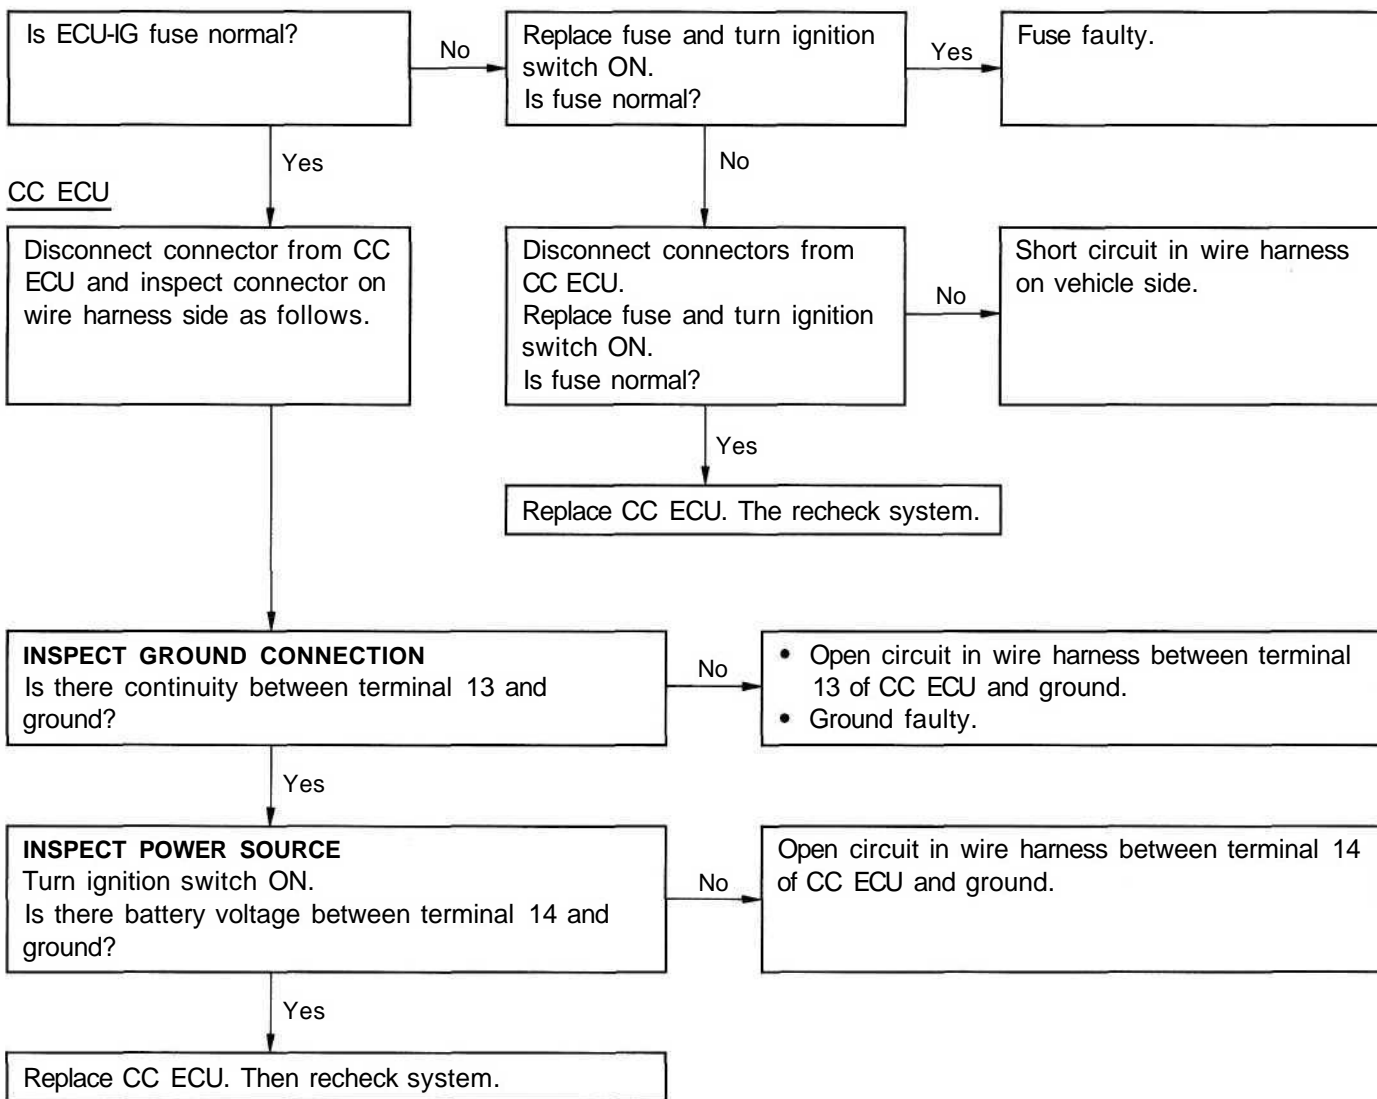 Is ECU-IG fuse normal?
No
Replace fuse and turn ignition
switch ON.
Is fuse normal?
Yes
Fuse faulty.
Yes
No
CC ECU
Disconnect connector from CC
ECU and inspect connector on
wire harness side as follows.
Disconnect connectors from
CC ECU.
Replace fuse and turn ignition
switch ON.
Is fuse normal?
No
Short circuit in wire harness
on vehicle side.
Yes
Replace CC ECU. The recheck system.
INSPECT GROUND CONNECTION
Is there continuity between terminal 13 and
ground?
No
• Open circuit in wire harness between terminal
13 of CC ECU and ground.
• Ground faulty.
Yes
INSPECT POWER SOURCE
Turn ignition switch ON.
Is there battery voltage between terminal 14 and
ground?
No
Open circuit in wire harness between terminal 14
of CC ECU and ground.
Yes
Replace CC ECU. Then recheck system.